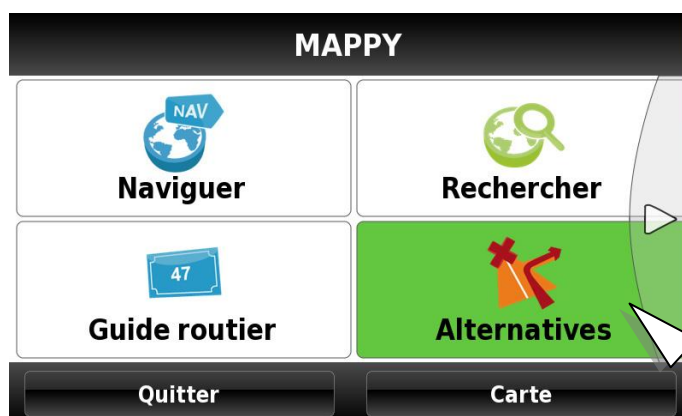 MAPPY
NAV
Naviguer
Rechercher
47
Guide routier
Alternatives
Quitter
Carte